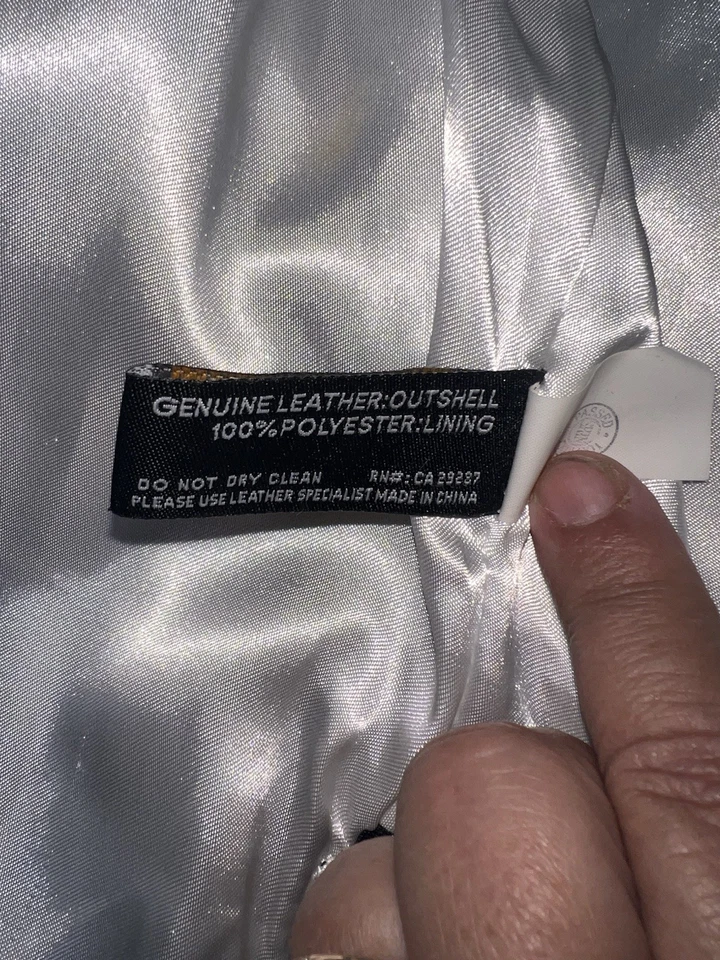 GENUINE LEATHER:OUTSHELL
100%POLYESTER:LINING
DO NOT DRY CLEAN RN#: CA 29237
PLEASE USE LEATHER SPECIALIST MADE IN CHINA